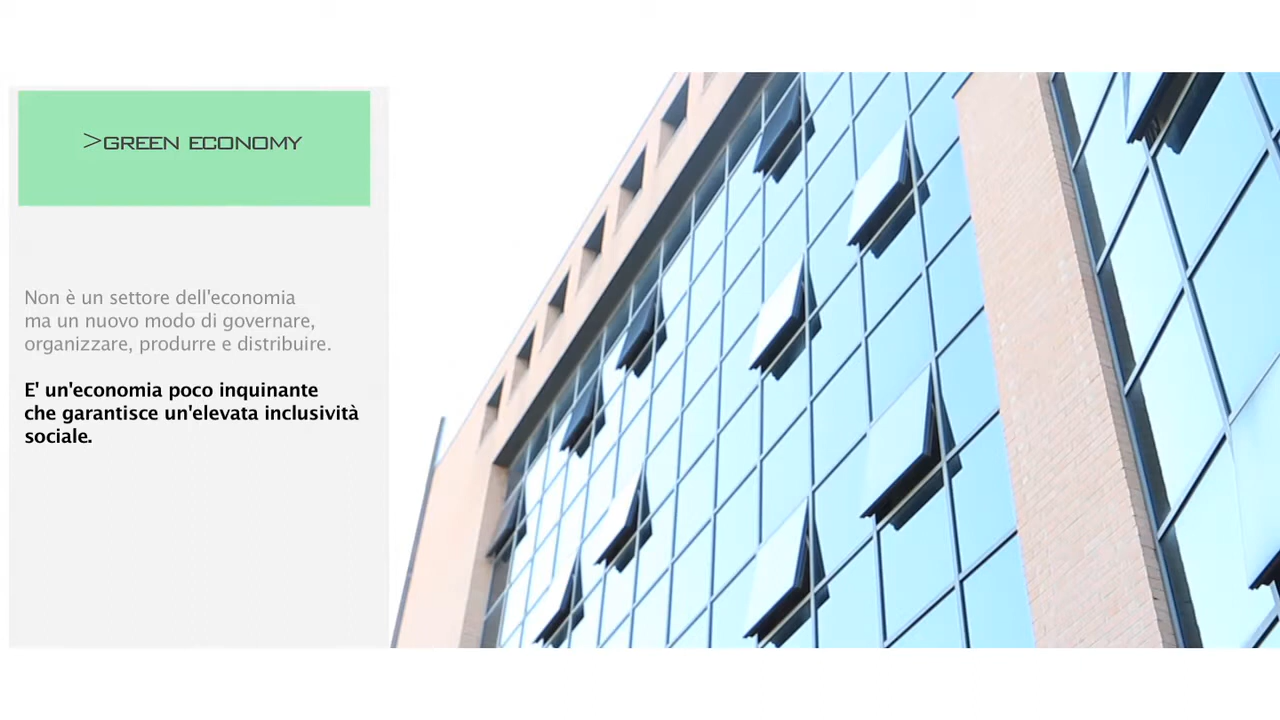 >GREEN ECONOMY
Non è un settore dell'economia
ma un nuovo modo di governare,
organizzare, produrre e distribuire.
E' un'economia poco inquinante
che garantisce un'elevata inclusività
sociale.